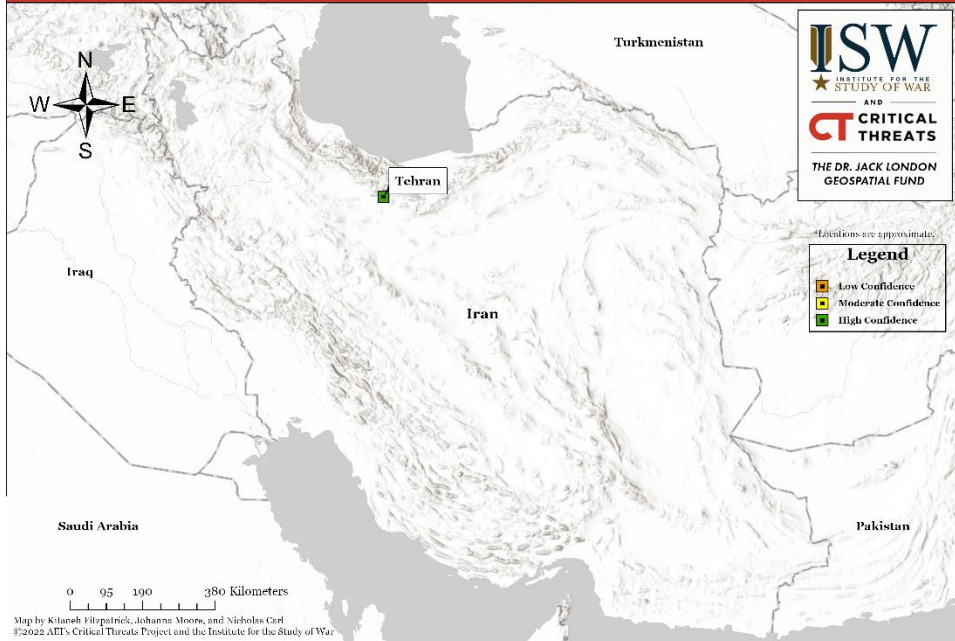 Turkmenistan
ISW
INSTITUTE FOR THE
STUDY OF WAR
AND
CT CRITICAL
THREATS
THE DR. JACK LONDON
GEOSPATIAL FUND
N
W E
S
Tehran
*Locations are approximate.
Legend
Low Confidence
Moderate Confidence
High Confidence
Iraq
Iran
Saudi Arabia
Pakistan
0 95 190 380 Kilometers
Map by Kitaneh Fitzpatrick, Johanna Moore, and Nicholas Carl
©2022 AEI's Critical Threats Project and the Institute for the Study of War